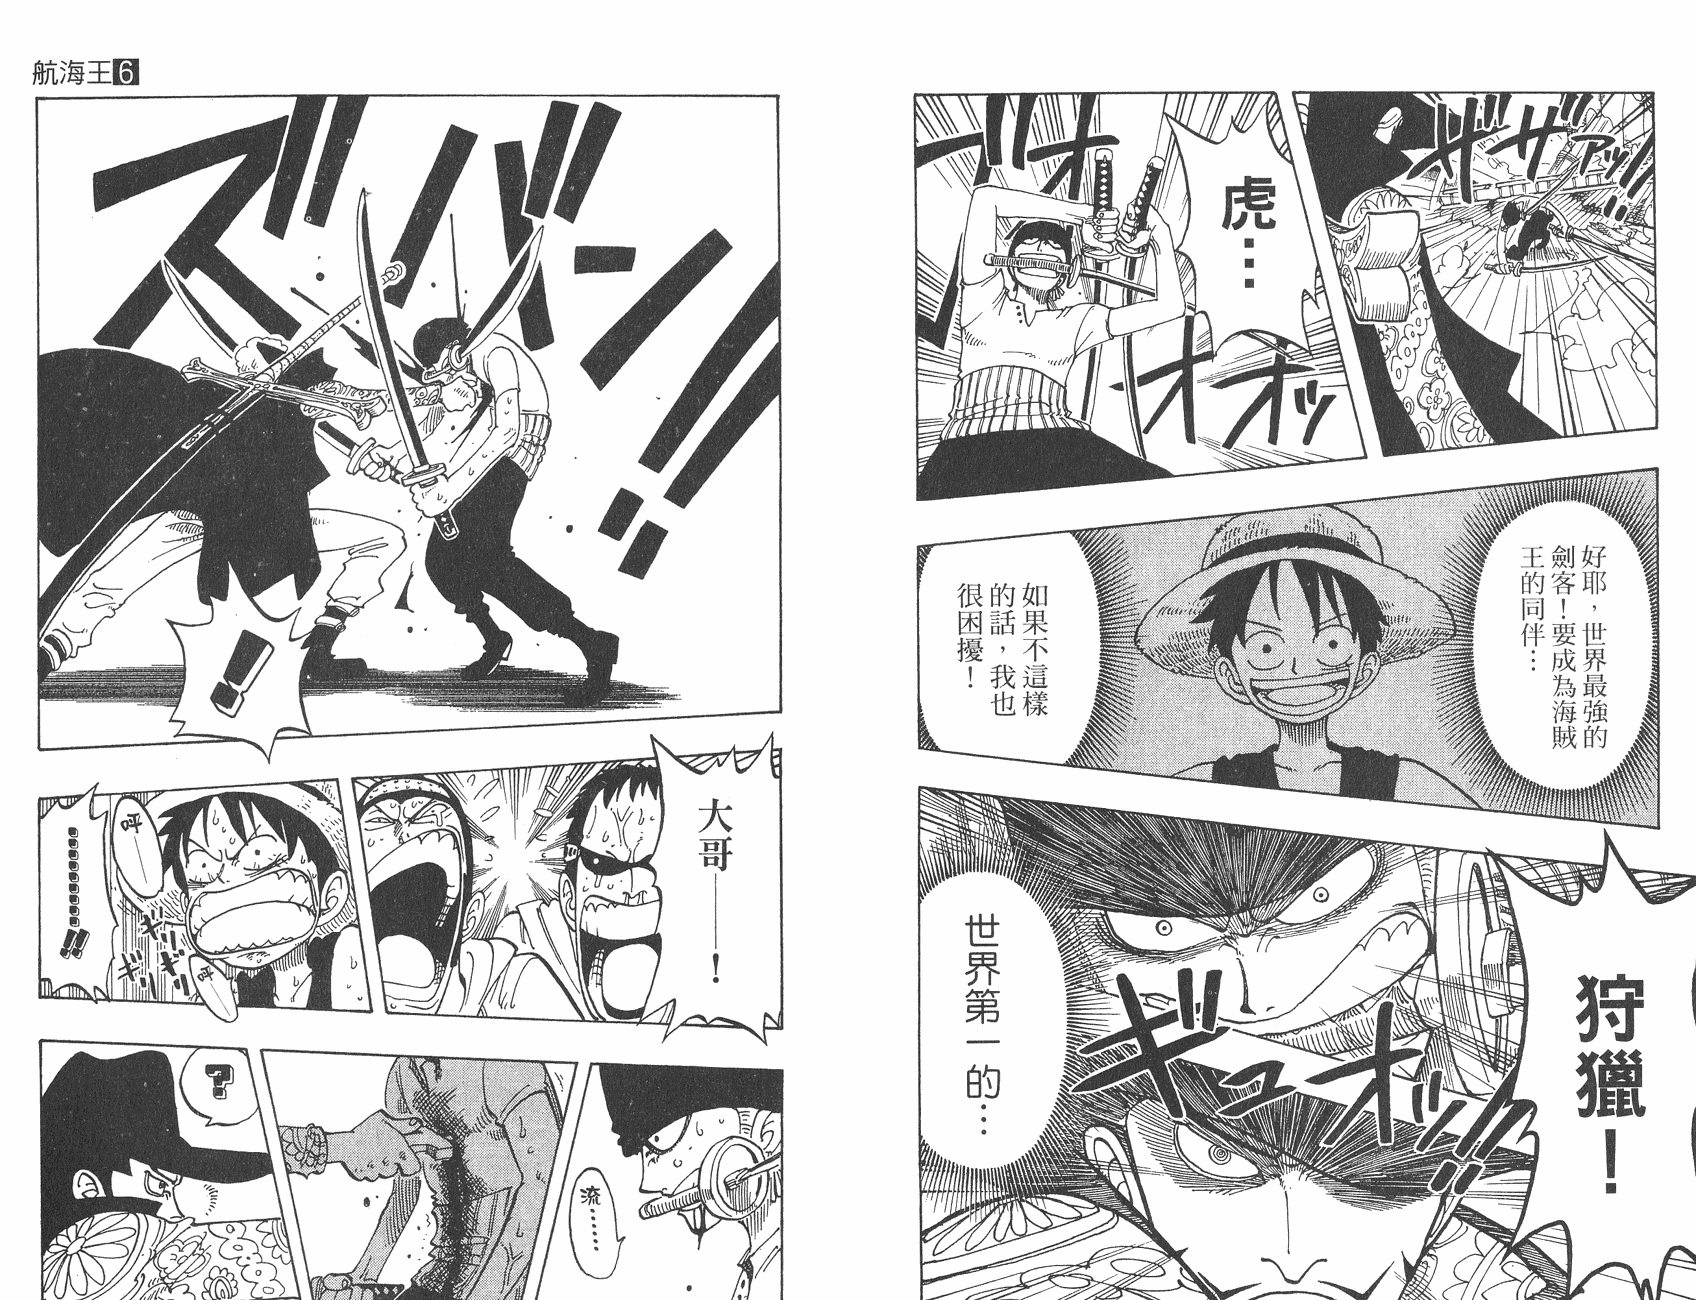 ザザァッ!!
虎…
オオ
オオオッ
好耶，世界最強的
劍客！要成為海賊
王的同伴…
如果不這樣
的話，我也
很困擾！
狩獵！
世界第一的…
ギュオッ!!
航海王6
ズバン!!
!!
大哥——！
呼
…………!!
ギリギリ
呼
流……
?